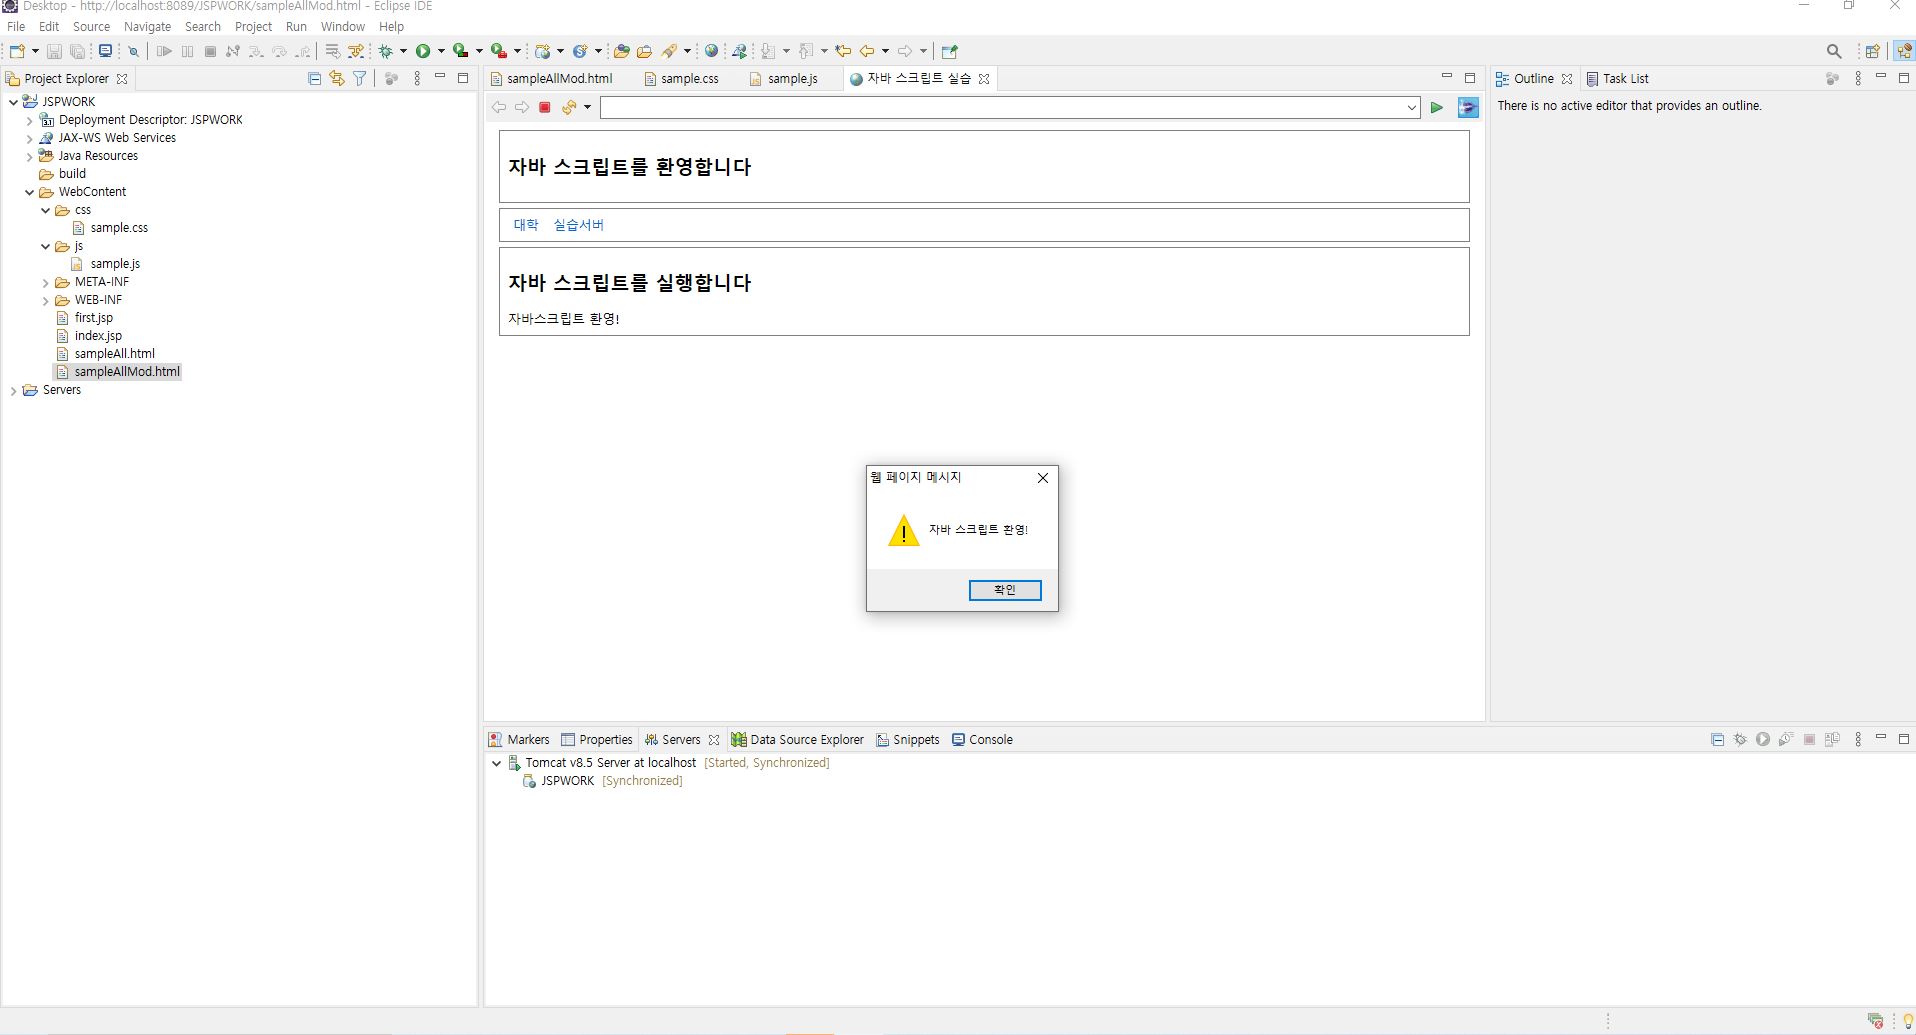 Desktop - http://localhost:8089/JSPWORK/sampleAllMod.html - Eclipse IDE
File Edit Source Navigate Search Project Run Window Help
Project Explorer
JSPWORK
Deployment Descriptor: JSPWORK
JAX-WS Web Services
Java Resources
build
WebContent
css
sample.css
js
sample.js
META-INF
WEB-INF
first.jsp
index.jsp
sampleAll.html
sampleAllMod.html
Servers
sampleAllMod.html sample.css sample.js 자바 스크립트 실습
자바 스크립트를 환영합니다
대학 실습서버
자바 스크립트를 실행합니다
자바스크립트 환영!
웹 페이지 메시지
자바 스크립트 환영!
확인
Outline Task List
There is no active editor that provides an outline.
Markers Properties Servers Data Source Explorer Snippets Console
Tomcat v8.5 Server at localhost [Started, Synchronized]
JSPWORK [Synchronized]